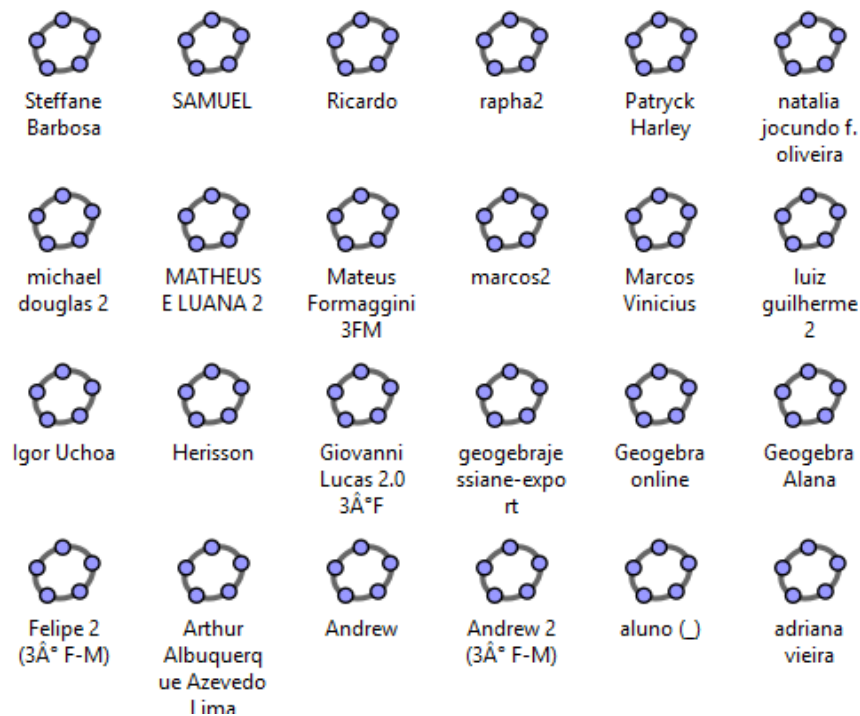 Steffane
Barbosa
SAMUEL
Ricardo
rapha2
Patryck
Harley
natalia
jocundo f.
oliveira
michael
douglas 2
MATHEUS
E LUANA 2
Mateus
Formaggini
3FM
marcos2
Marcos
Vinicius
luiz
guilherme
2
Igor Uchoa
Herisson
Giovanni
Lucas 2.0
3Â°F
geogebraje
ssiane-expo
rt
Geogebra
online
Geogebra
Alana
Felipe 2
(3Â° F-M)
Arthur
Albuquerq
ue Azevedo
Lima
Andrew
Andrew 2
(3Â° F-M)
aluno (_)
adriana
vieira